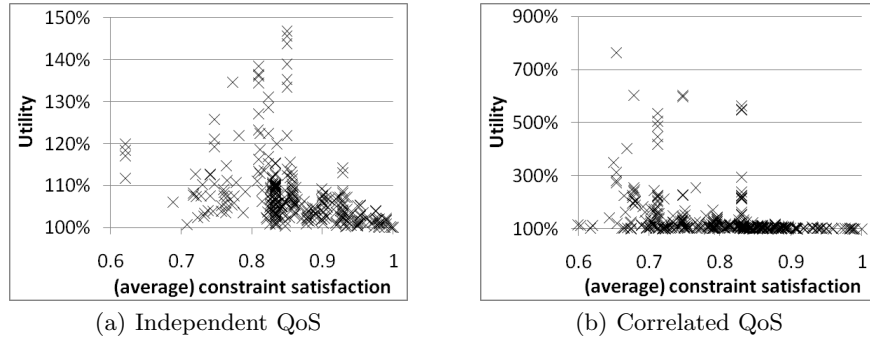 150%
140%
130%
120%
110%
100%
Utility
0.6 0.7 0.8 0.9 1
(average) constraint satisfaction
(a) Independent QoS
900%
700%
500%
300%
100%
Utility
0.6 0.7 0.8 0.9 1
(average) constraint satisfaction
(b) Correlated QoS